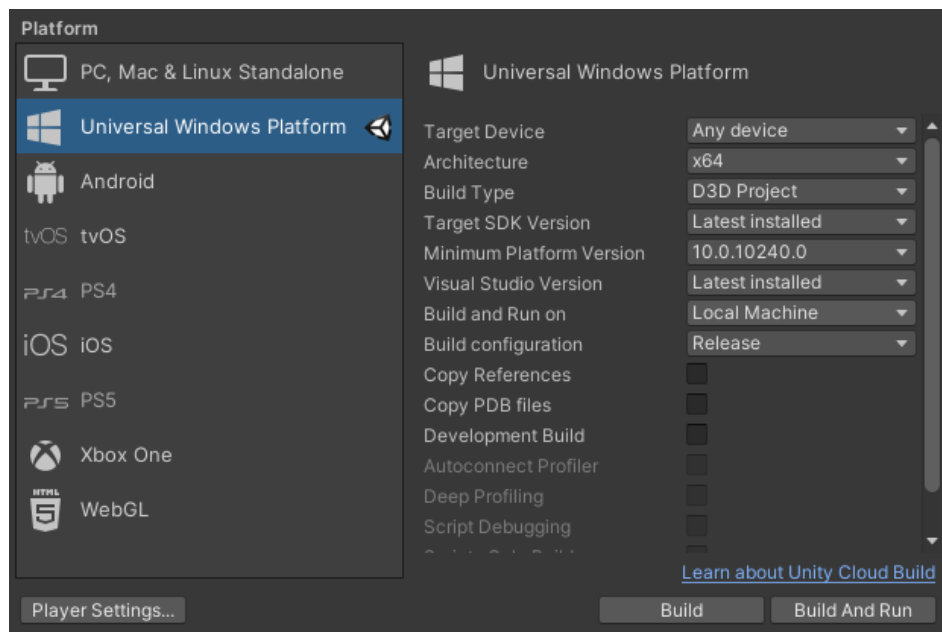 Platform
PC, Mac & Linux Standalone
Universal Windows Platform
Android
tvOS tvOS
PS4 PS4
iOS iOS
PS5 PS5
Xbox One
HTML 5 WebGL
Universal Windows Platform
Target Device Any device
Architecture x64
Build Type D3D Project
Target SDK Version Latest installed
Minimum Platform Version 10.0.10240.0
Visual Studio Version Latest installed
Build and Run on Local Machine
Build configuration Release
Copy References
Copy PDB files
Development Build
Autoconnect Profiler
Deep Profiling
Script Debugging
Learn about Unity Cloud Build
Player Settings...
Build
Build And Run